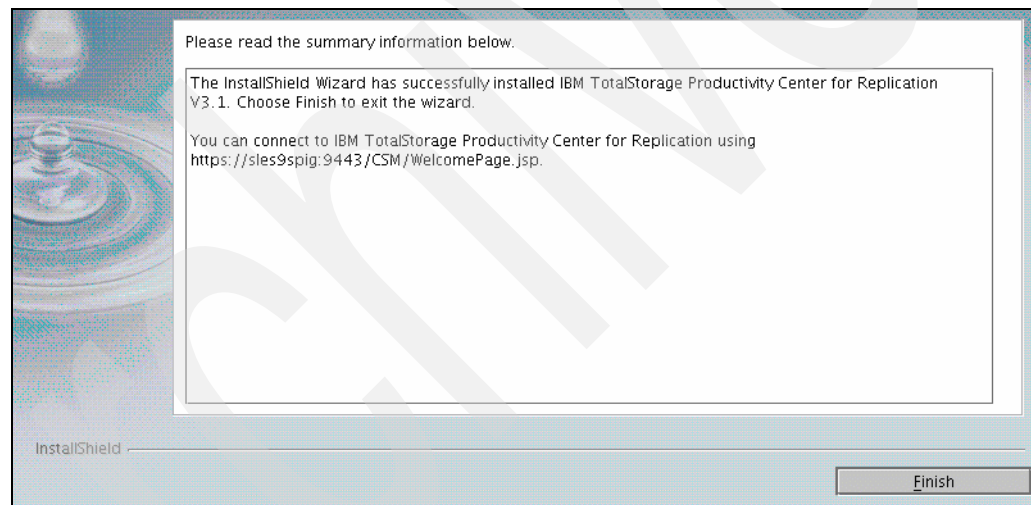 Please read the summary information below.
The InstallShield Wizard has successfully installed IBM TotalStorage Productivity Center for Replication
V3.1. Choose Finish to exit the wizard.
You can connect to IBM TotalStorage Productivity Center for Replication using
https://sles9spig:9443/CSM/WelcomePage.jsp.
InstallShield
Finish